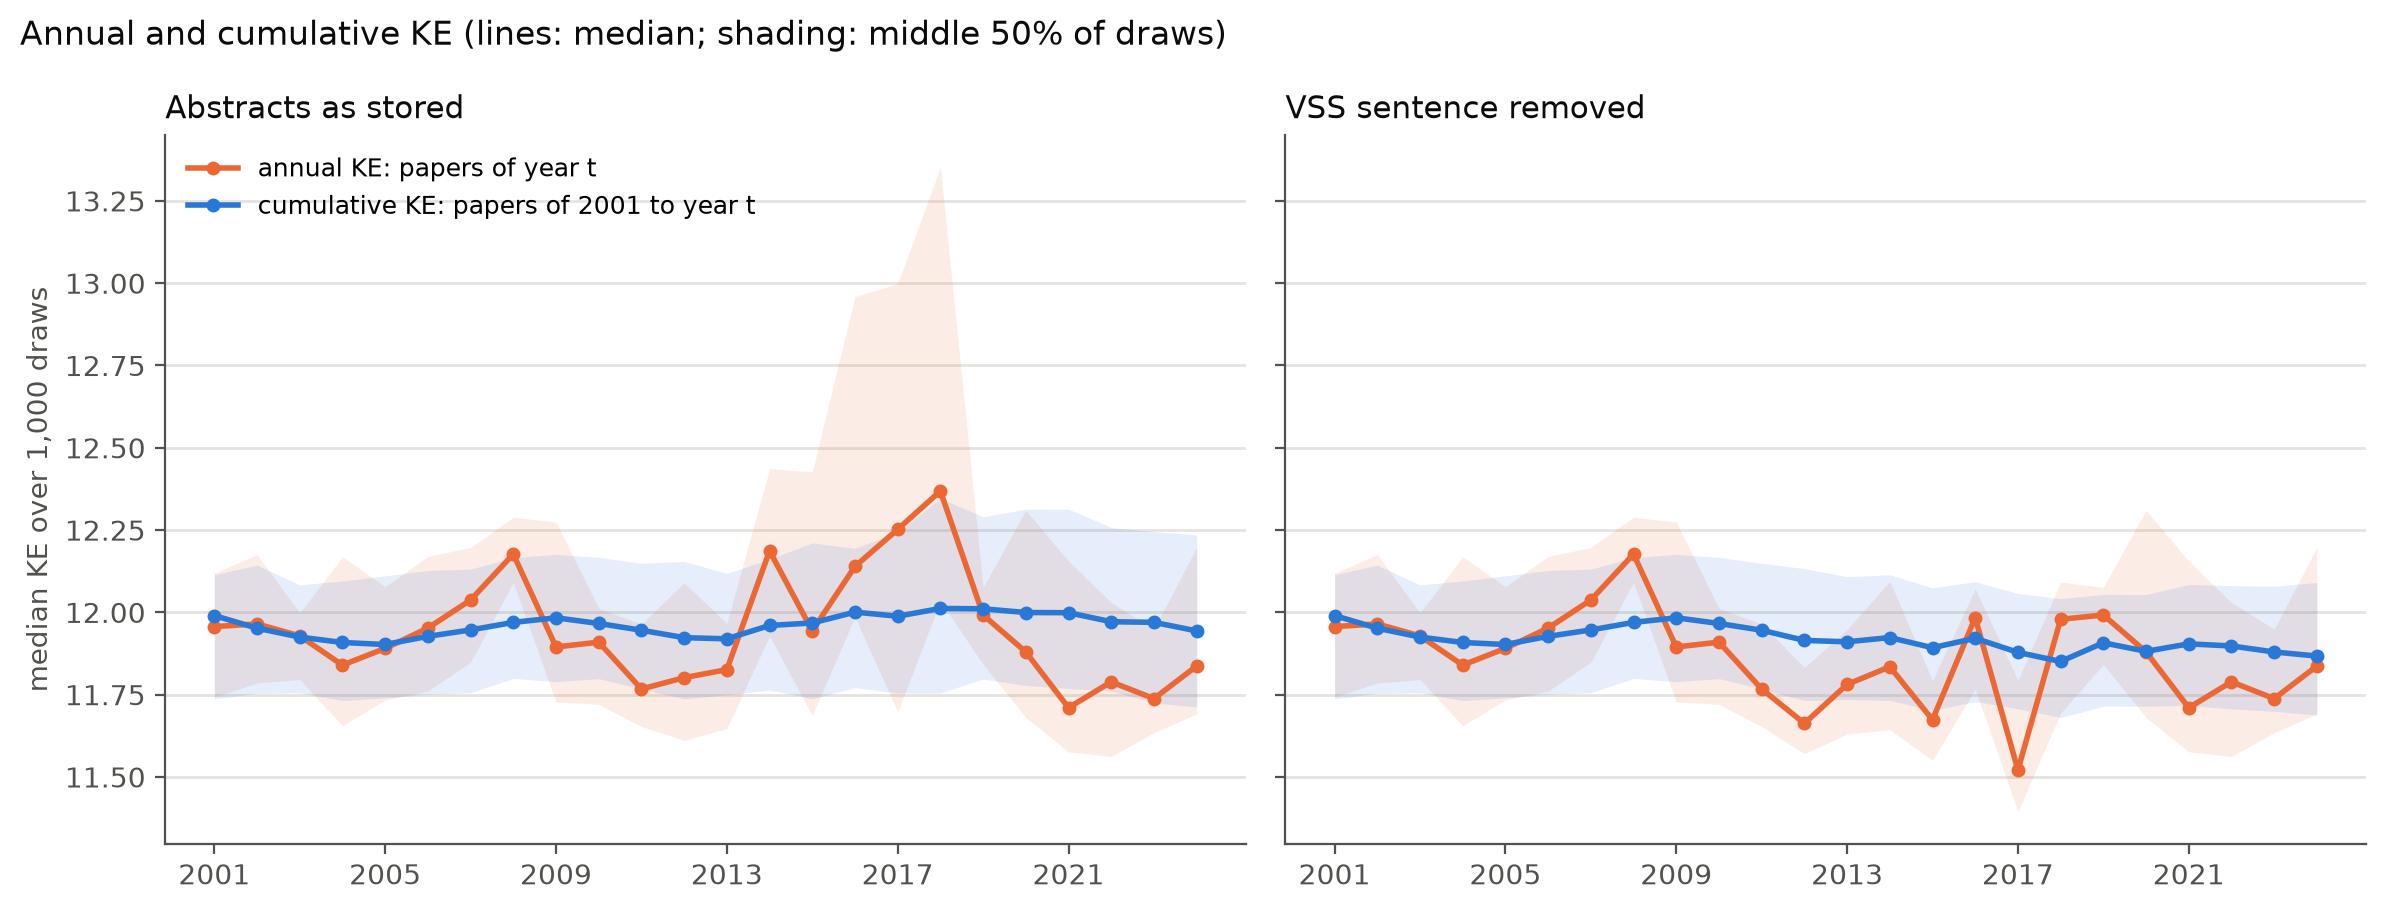 Annual and cumulative KE (lines: median; shading: middle 50% of draws)
Abstracts as stored
VSS sentence removed
annual KE: papers of year t
cumulative KE: papers of 2001 to year t
median KE over 1,000 draws
13.25
13.00
12.75
12.50
12.25
12.00
11.75
11.50
2001 2005 2009 2013 2017 2021
2001 2005 2009 2013 2017 2021